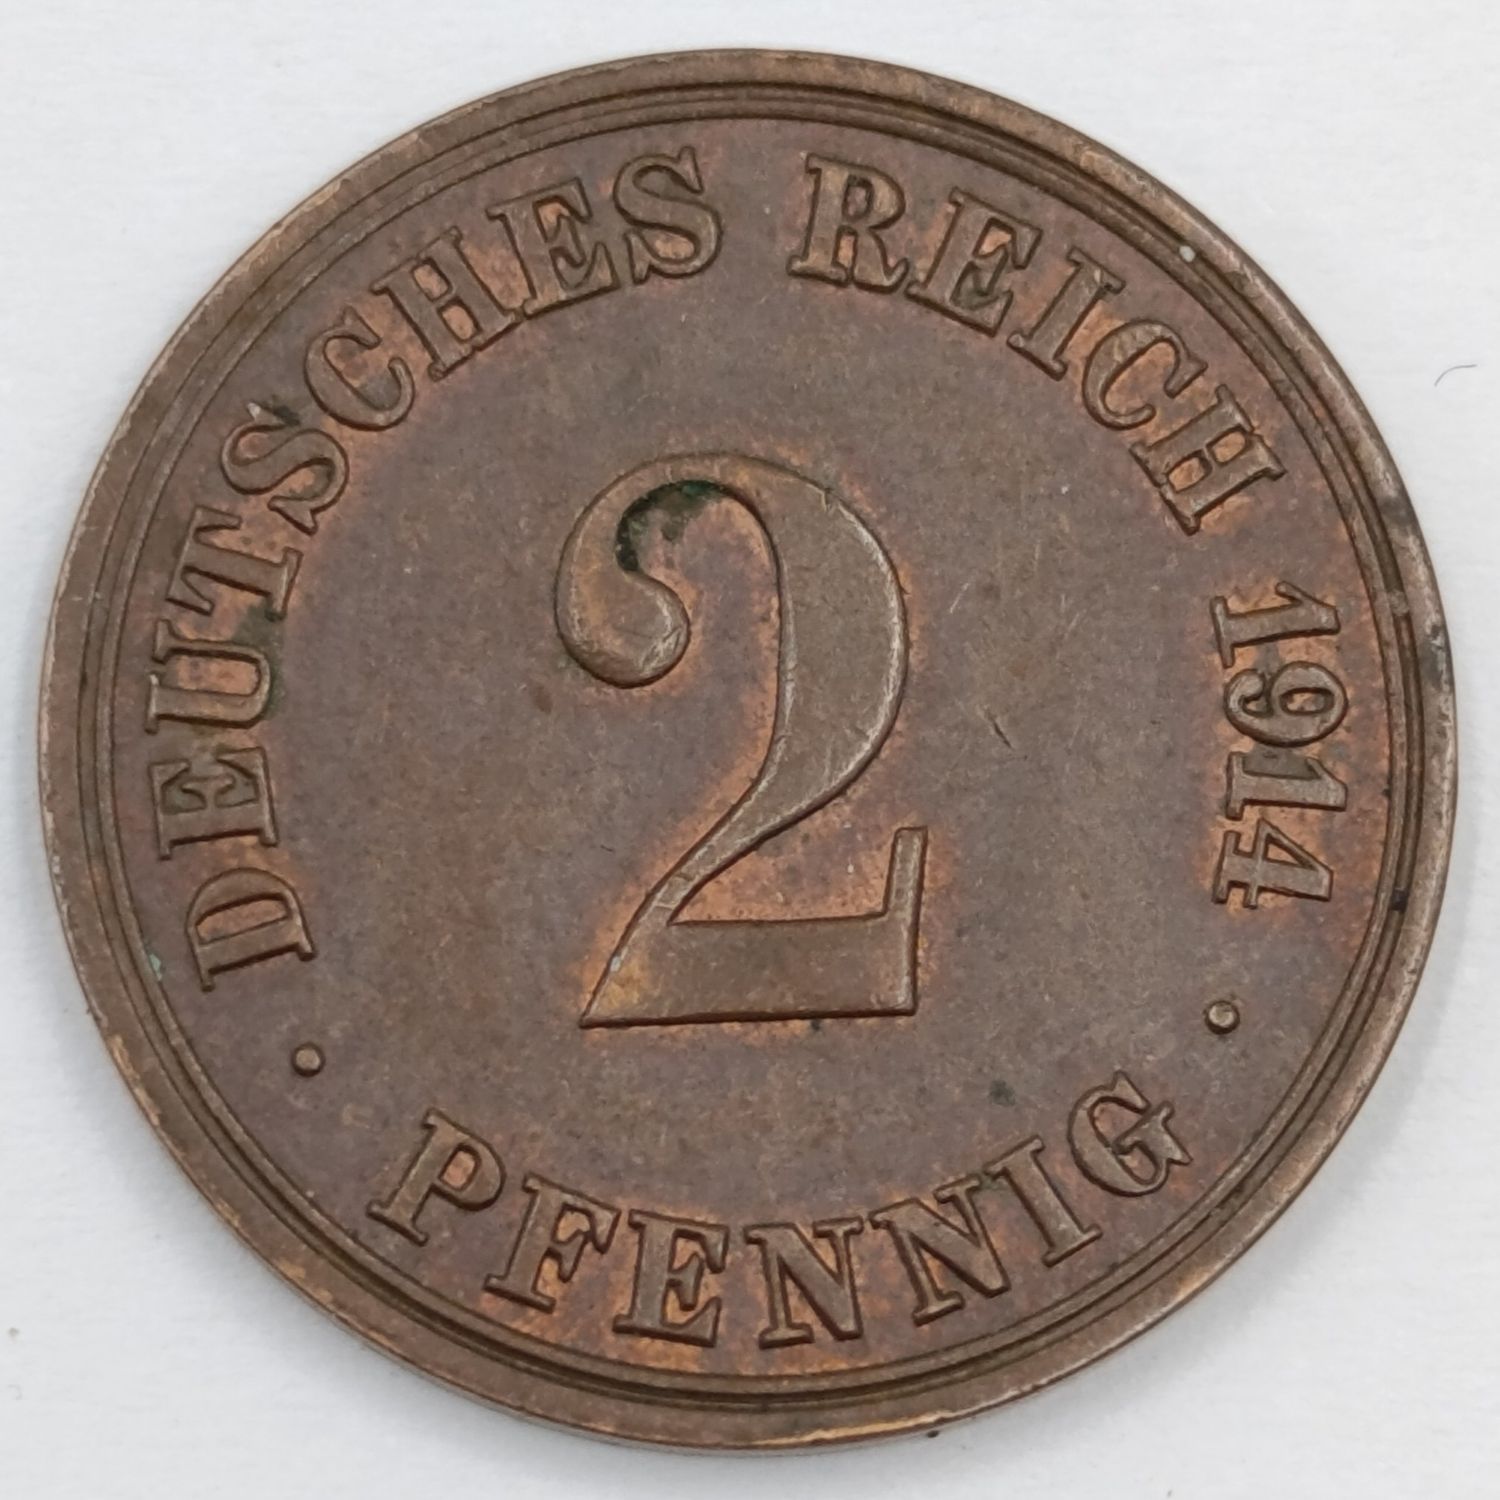 DEUTSCHES REICH 1914
2
· PFENNIG ·